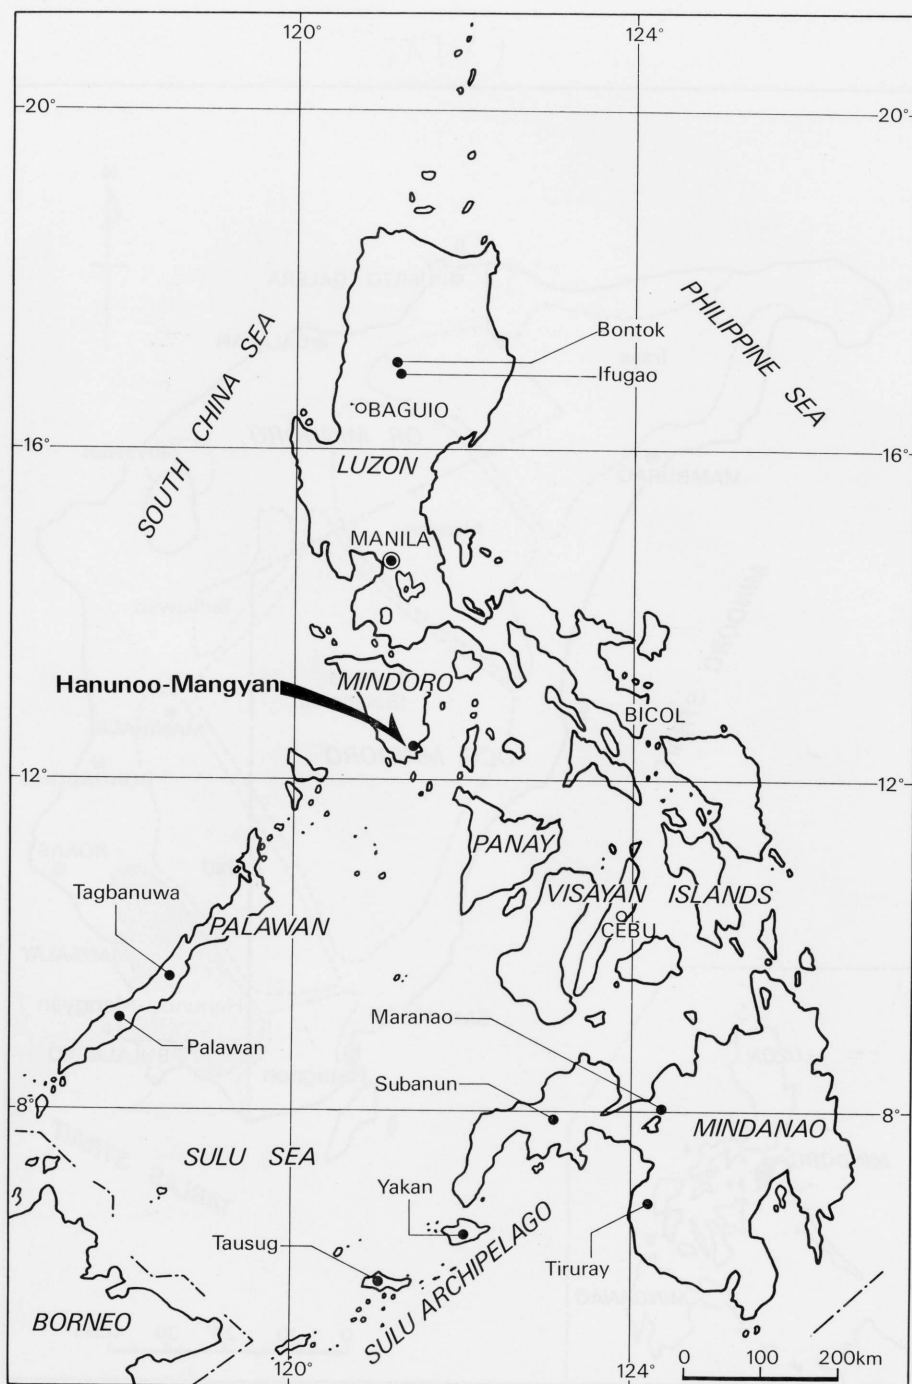 120°
124°
20°
20°
PHILIPPINE SEA
SOUTH CHINA SEA
Bontok
Ifugao
BAGUIO
16°
16°
LUZON
MANILA
Hanunoo-Mangyan
MINDORO
BICOL
12°
12°
PANAY
VISAYAN ISLANDS
Tagbanuwa
PALAWAN
CEBU
Maranao
Palawan
Subanun
8°
8°
MINDANAO
SULU SEA
Yakan
Tausug
SULU ARCHIPELAGO
Tiruray
BORNEO
120°
124°
0 100 200km